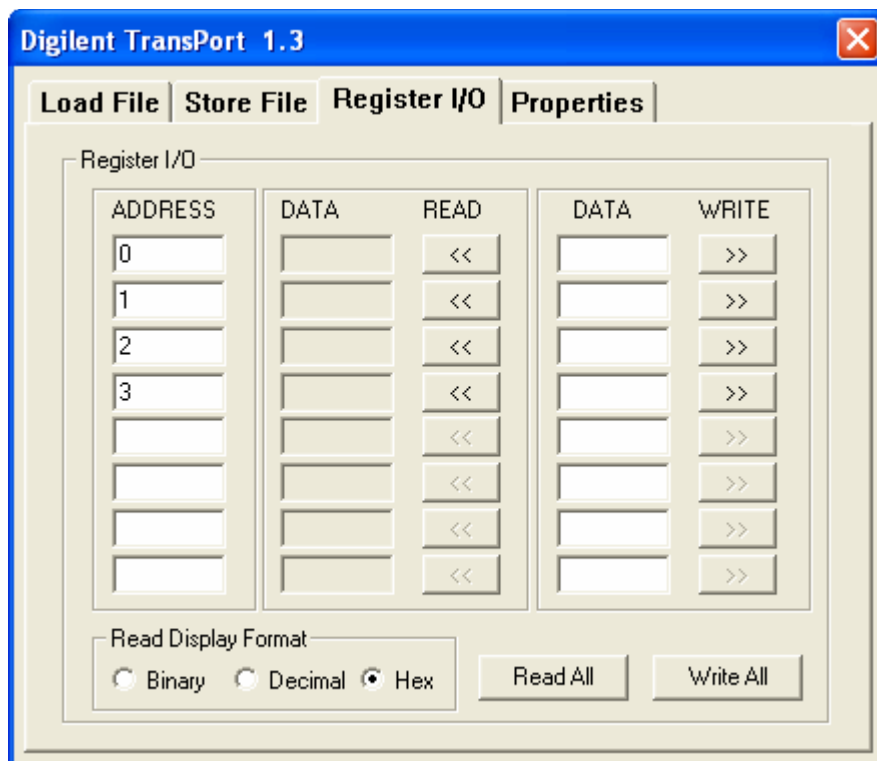 Digilent TransPort 1.3
Load File Store File Register I/O Properties
Register I/O
ADDRESS DATA READ DATA WRITE
0 << >>
1 << >>
2 << >>
3 << >>
<< >>
<< >>
<< >>
<< >>
Read Display Format
Binary Decimal Hex Read All Write All